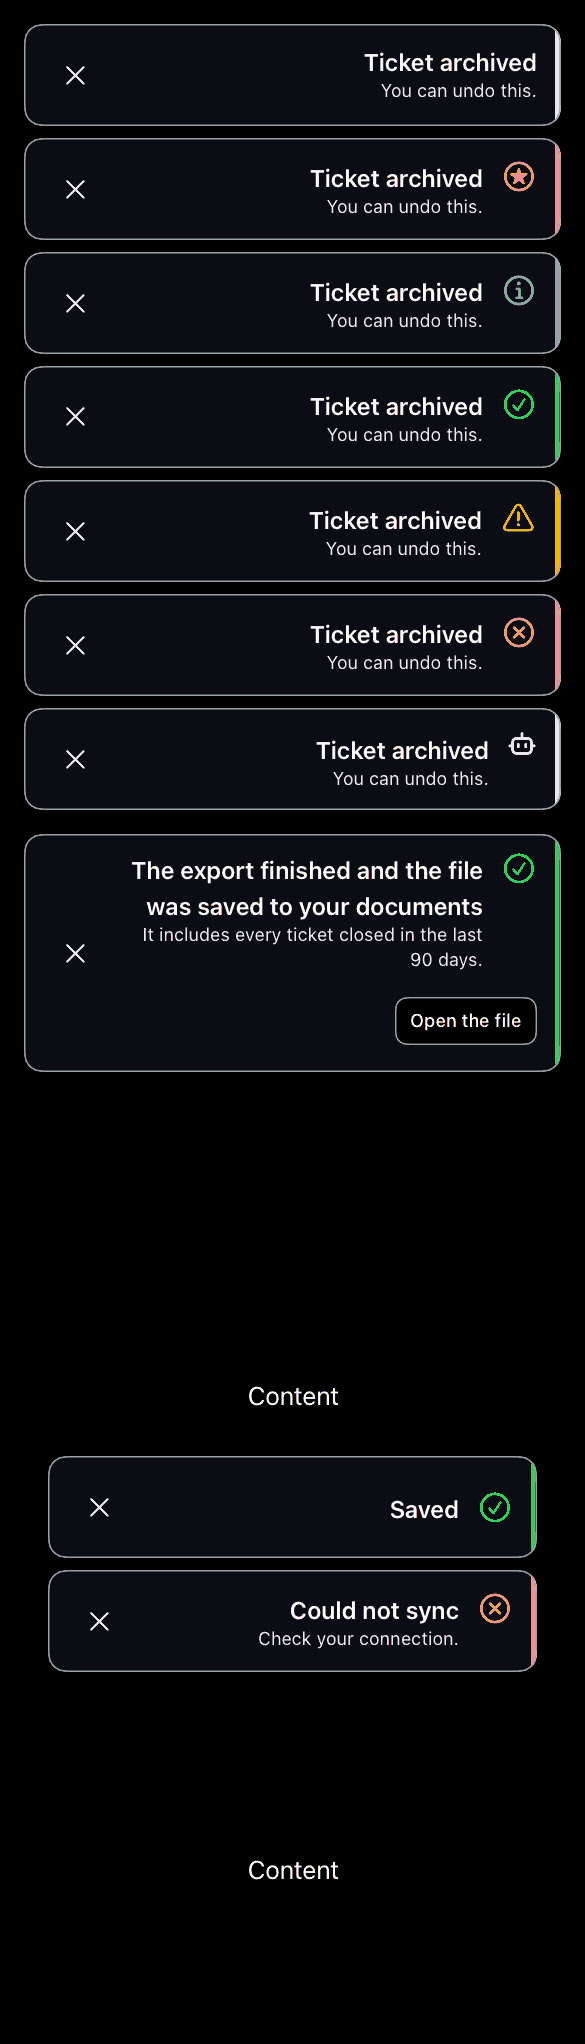 Ticket archived
You can undo this.
Ticket archived
You can undo this.
Ticket archived
You can undo this.
Ticket archived
You can undo this.
Ticket archived
You can undo this.
Ticket archived
You can undo this.
Ticket archived
You can undo this.
The export finished and the file
was saved to your documents
It includes every ticket closed in the last
90 days.
Open the file
Content
Saved
Could not sync
Check your connection.
Content